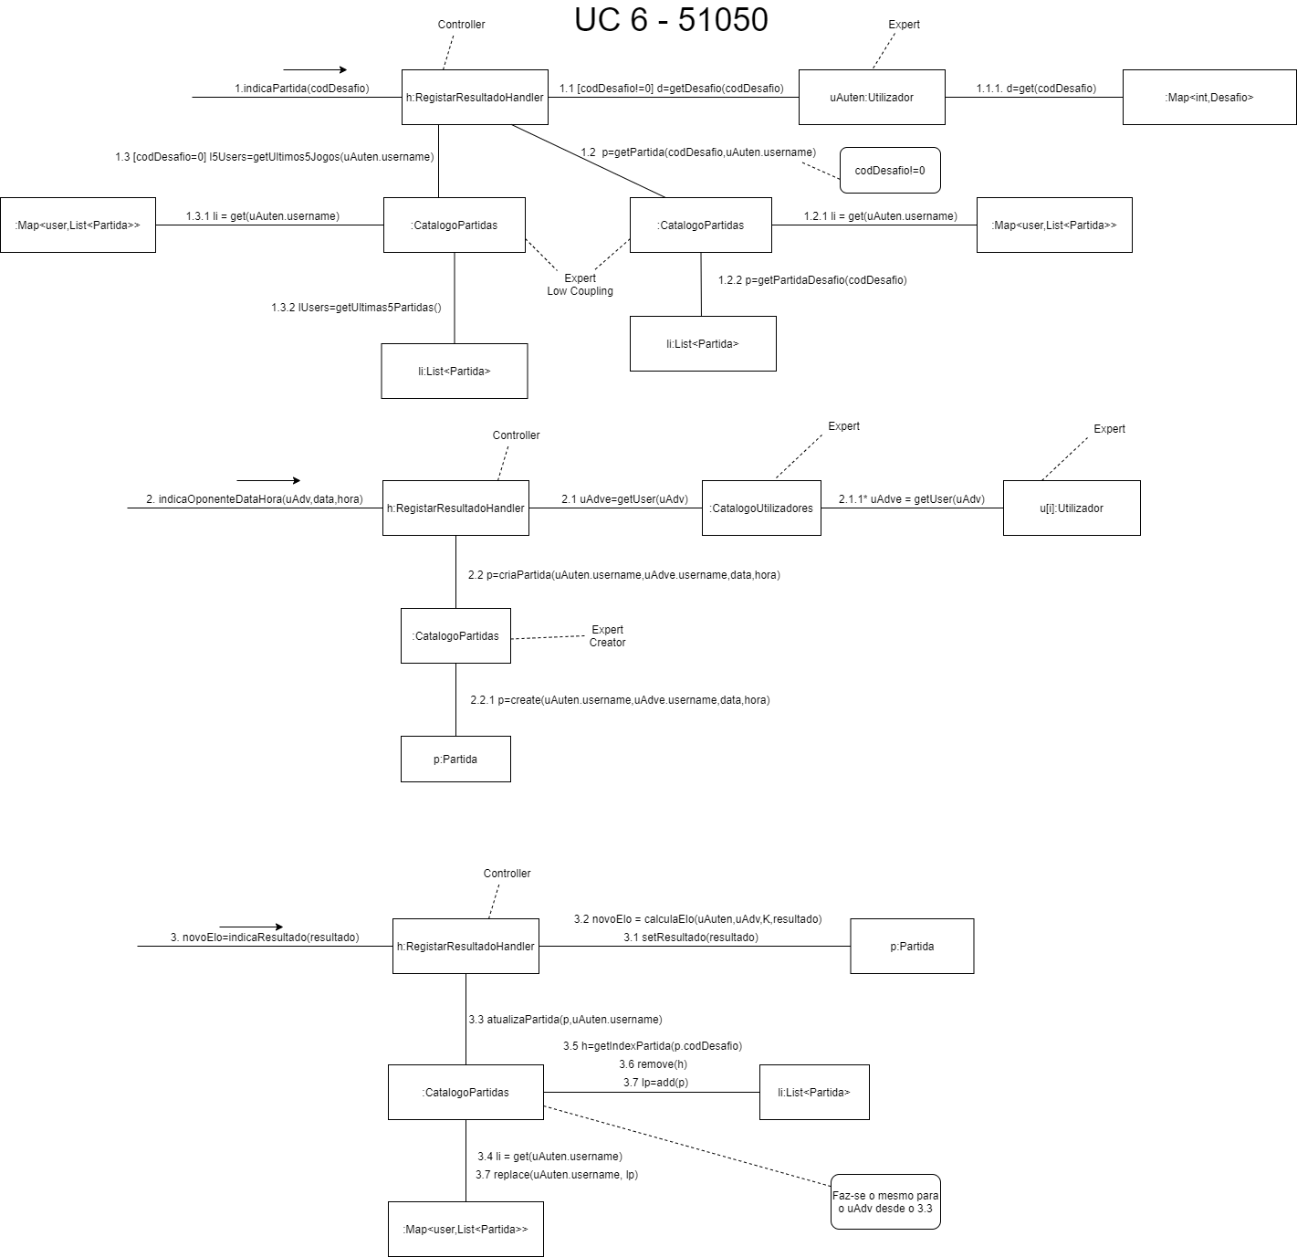 UC 6 - 51050
Controller
Expert
1.indicaPartida(codDesafio)
h:RegistarResultadoHandler
1.1 [codDesafio!=0] d=getDesafio(codDesafio)
uAuten:Utilizador
1.1.1. d=get(codDesafio)
:Map<int,Desafio>
1.3 [codDesafio=0] l5Users=getUltimos5Jogos(uAuten.username)
1.2 p=getPartida(codDesafio,uAuten.username)
codDesafio!=0
:Map<user,List<Partida>>
1.3.1 li = get(uAuten.username)
:CatalogoPartidas
:CatalogoPartidas
1.2.1 li = get(uAuten.username)
:Map<user,List<Partida>>
Expert
Low Coupling
1.2.2 p=getPartidaDesafio(codDesafio)
1.3.2 lUsers=getUltimas5Partidas()
li:List<Partida>
li:List<Partida>
Controller
Expert
Expert
2. indicaOponenteDataHora(uAdv,data,hora)
h:RegistarResultadoHandler
2.1 uAdve=getUser(uAdv)
:CatalogoUtilizadores
2.1.1* uAdve = getUser(uAdv)
u[i]:Utilizador
2.2 p=criaPartida(uAuten.username,uAdve.username,data,hora)
:CatalogoPartidas
Expert
Creator
2.2.1 p=create(uAuten.username,uAdve.username,data,hora)
p:Partida
Controller
3. novoElo=indicaResultado(resultado)
h:RegistarResultadoHandler
3.2 novoElo = calculaElo(uAuten,uAdv,K,resultado)
3.1 setResultado(resultado)
p:Partida
3.3 atualizaPartida(p,uAuten.username)
3.5 h=getIndexPartida(p.codDesafio)
3.6 remove(h)
3.7 lp=add(p)
:CatalogoPartidas
li:List<Partida>
3.4 li = get(uAuten.username)
3.7 replace(uAuten.username, lp)
Faz-se o mesmo para
o uAdv desde o 3.3
:Map<user,List<Partida>>